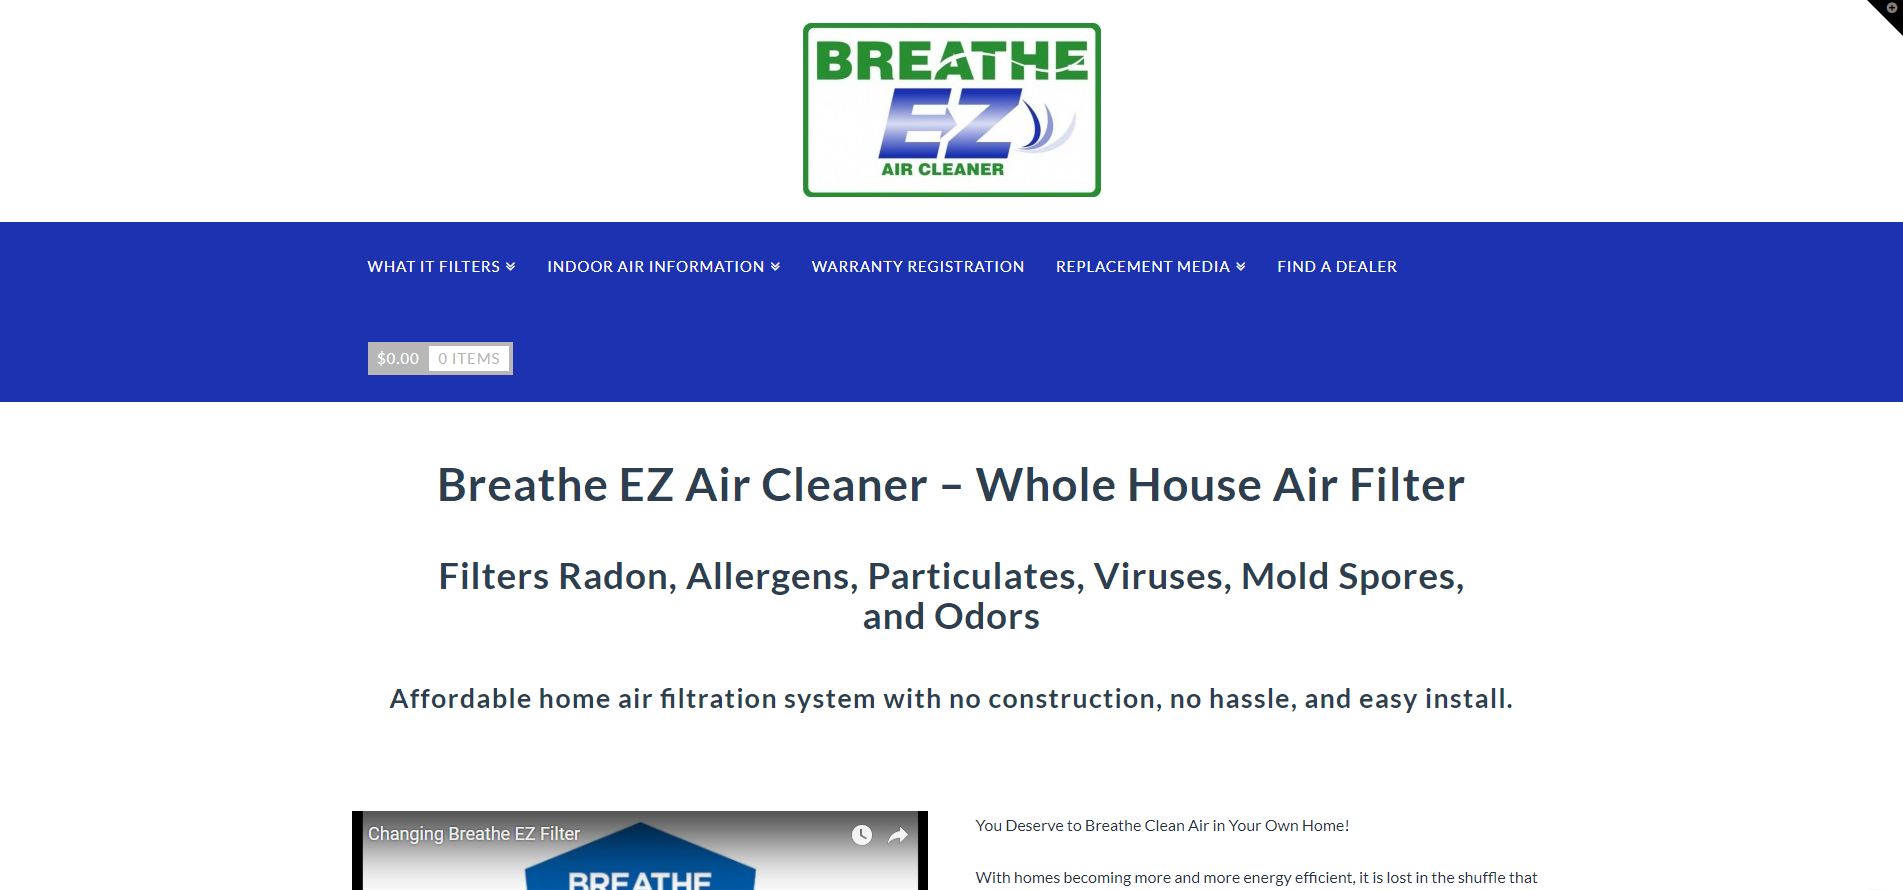 BREATHE
EZ
AIR CLEANER
WHAT IT FILTERS INDOOR AIR INFORMATION WARRANTY REGISTRATION REPLACEMENT MEDIA FIND A DEALER
$0.00 0 ITEMS
Breathe EZ Air Cleaner – Whole House Air Filter
Filters Radon, Allergens, Particulates, Viruses, Mold Spores,
and Odors
Affordable home air filtration system with no construction, no hassle, and easy install.
Changing Breathe EZ Filter
BREATHE
You Deserve to Breathe Clean Air in Your Own Home!
With homes becoming more and more energy efficient, it is lost in the shuffle that